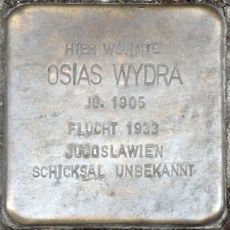 HIER WOHNTE
OSIAS WYDRA
JG. 1905
FLUCHT 1933
JUGOSLAWIEN
SCHICKSAL UNBEKANNT